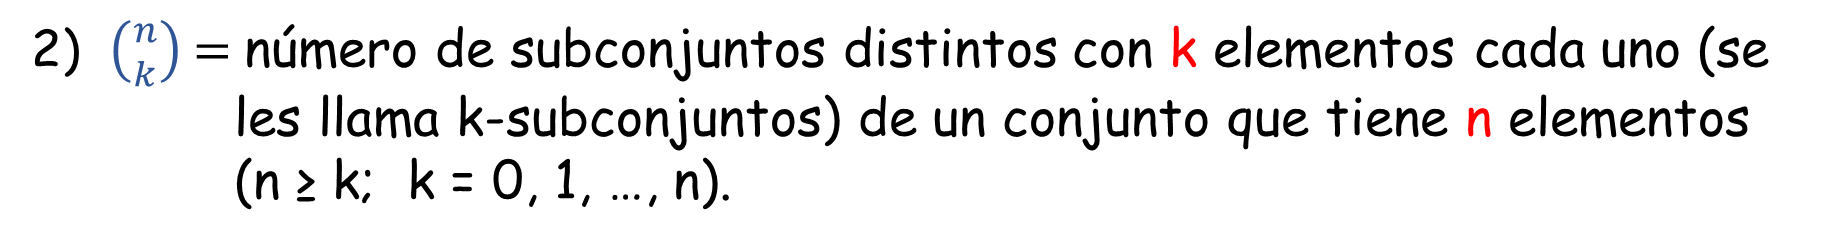 2) (n k) = número de subconjuntos distintos con k elementos cada uno (se
les llama k-subconjuntos) de un conjunto que tiene n elementos
(n ≥ k; k = 0, 1, ..., n).